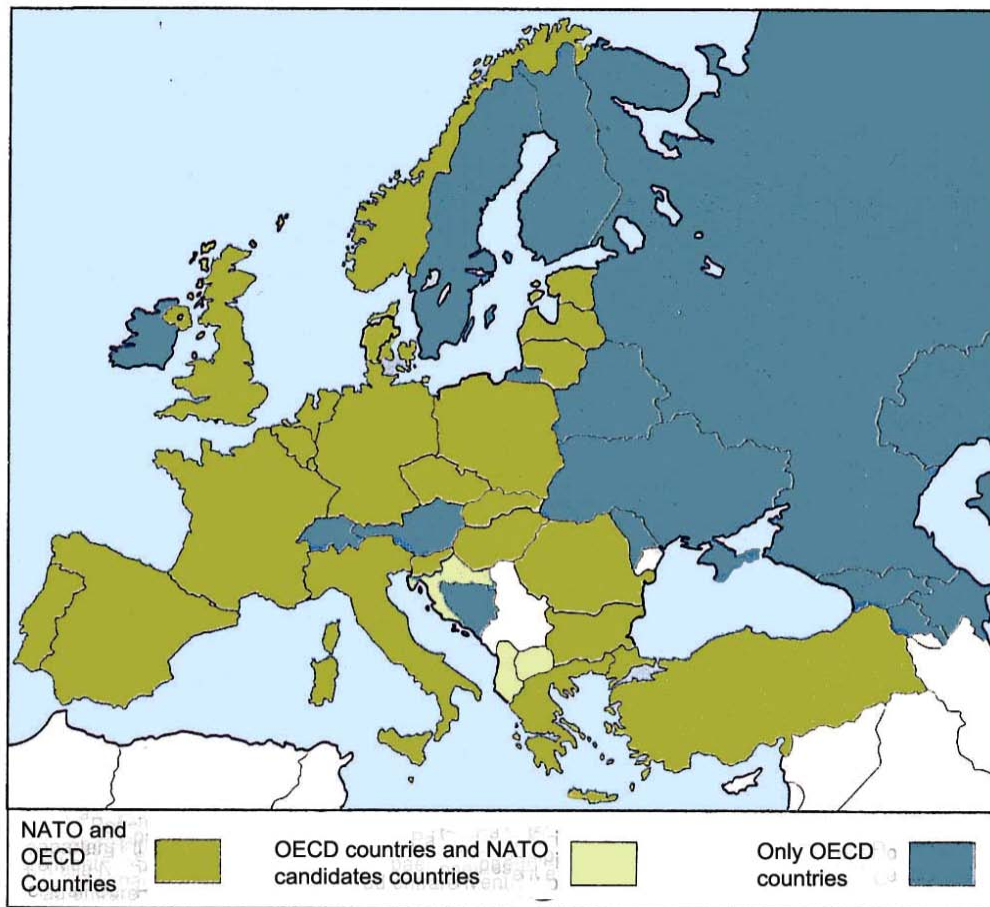 NATO and
OECD
Countries
OECD countries and NATO
candidates countries
Only OECD
countries